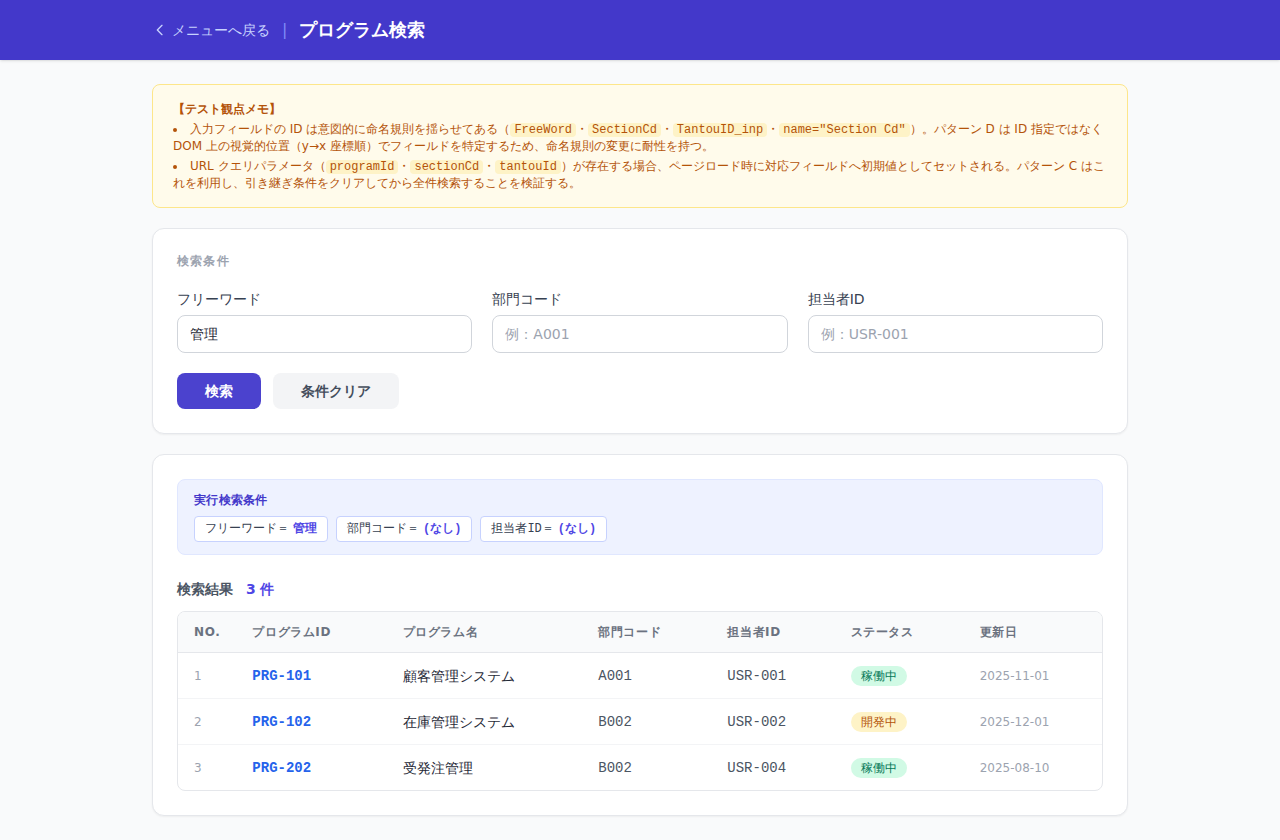 メニューへ戻る | プログラム検索
【テスト観点メモ】
• 入力フィールドの ID は意図的に命名規則を揺らせてある（ FreeWord ・ SectionCd ・ TantouID_inp ・ name="Section Cd" ）。パターン D は ID 指定ではなく
DOM 上の視覚的位置（y→x 座標順）でフィールドを特定するため、命名規則の変更に耐性を持つ。
• URL クエリパラメータ（ programId ・ sectionCd ・ tantouId ）が存在する場合、ページロード時に対応フィールドへ初期値としてセットされる。パターン C はこ
れを利用し、引き継ぎ条件をクリアしてから全件検索することを検証する。
検索条件
フリーワード 部門コード 担当者ID
管理 例：A001 例：USR-001
検索 条件クリア
実行検索条件
フリーワード＝ 管理 部門コード＝ （なし） 担当者ID＝ （なし）
検索結果 3 件
NO. プログラムID プログラム名 部門コード 担当者ID ステータス 更新日
1 PRG-101 顧客管理システム A001 USR-001 稼働中 2025-11-01
2 PRG-102 在庫管理システム B002 USR-002 開発中 2025-12-01
3 PRG-202 受発注管理 B002 USR-004 稼働中 2025-08-10